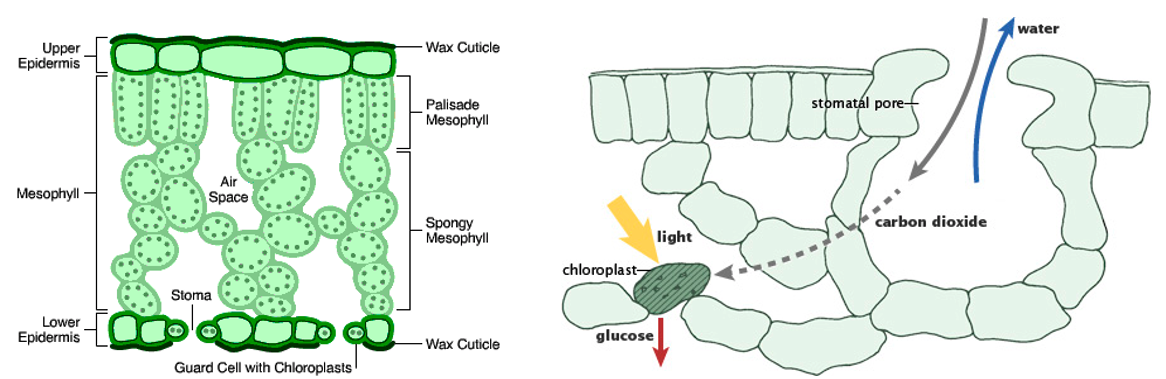 Upper
Epidermis
Wax Cuticle
Palisade
Mesophyll
Mesophyll
Air
Space
Spongy
Mesophyll
Stoma
Lower
Epidermis
Wax Cuticle
Guard Cell with Chloroplasts
water
stomatal pore
carbon dioxide
light
chloroplast
glucose